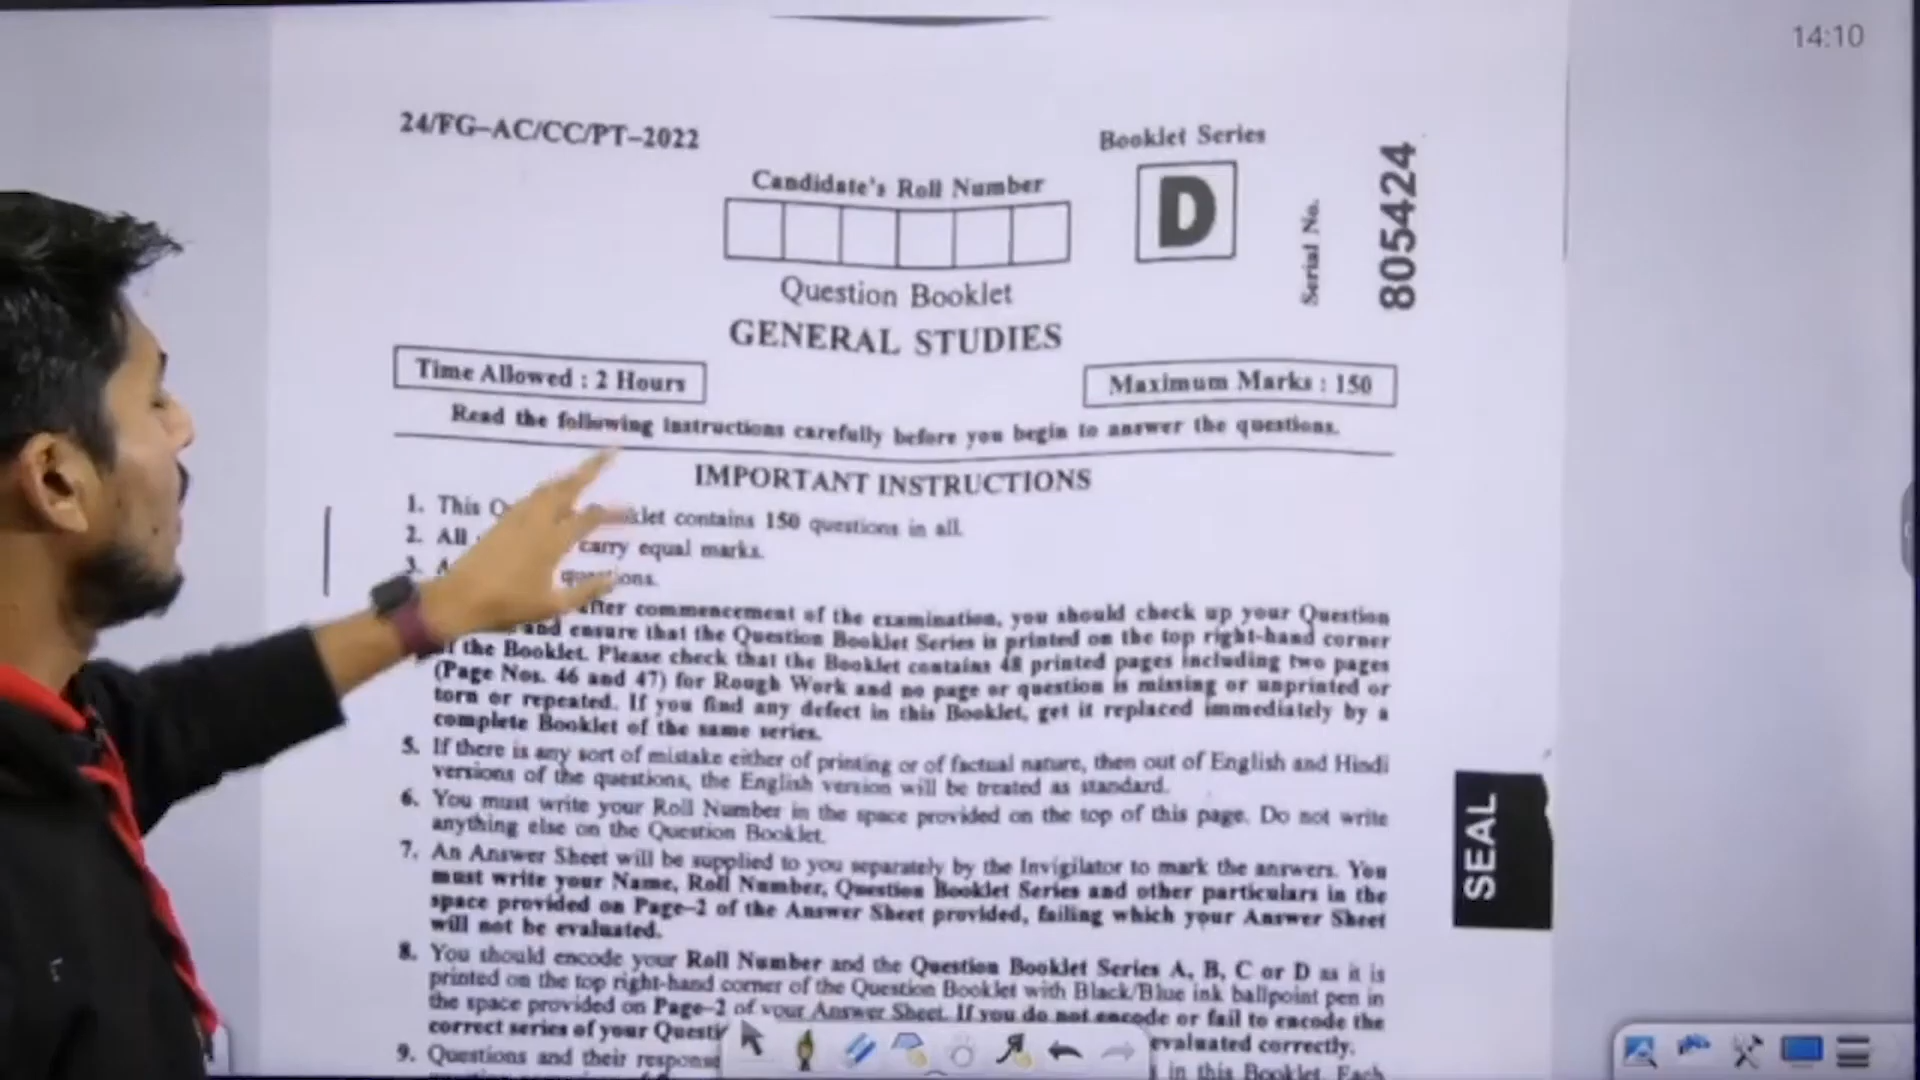 14:10
24/FG–AC/CC/PT–2022
Booklet Series
Candidate's Roll Number
D
Serial No.
805424
Question Booklet
GENERAL STUDIES
Time Allowed : 2 Hours
Maximum Marks : 150
Read the following instructions carefully before you begin to answer the questions.
IMPORTANT INSTRUCTIONS
1. This contains 150 questions in all.
2. All carry equal marks.
3.
after commencement of the examination, you should check up your Question
and ensure that the Question Booklet Series is printed on the top right-hand corner
the Booklet. Please check that the Booklet contains 48 printed pages including two pages
(Page Nos. 46 and 47) for Rough Work and no page or question is missing or unprinted or
torn or repeated. If you find any defect in this Booklet, get it replaced immediately by a
complete Booklet of the same series.
5. If there is any sort of mistake either of printing or of factual nature, then out of English and Hindi
versions of the questions, the English version will be treated as standard.
6. You must write your Roll Number in the space provided on the top of this page. Do not write
anything else on the Question Booklet.
7. An Answer Sheet will be supplied to you separately by the Invigilator to mark the answers. You
must write your Name, Roll Number, Question Booklet Series and other particulars in the
space provided on Page–2 of the Answer Sheet provided, failing which your Answer Sheet
will not be evaluated.
SEAL
8. You should encode your Roll Number and the Question Booklet Series A, B, C or D as it is
printed on the top right-hand corner of the Question Booklet with Black/Blue ink ballpoint pen in
the space provided on Page–2 of your Answer Sheet. If you do not encode or fail to encode the
correct series of your evaluated correctly.
9. Questions and their in this Booklet. Each